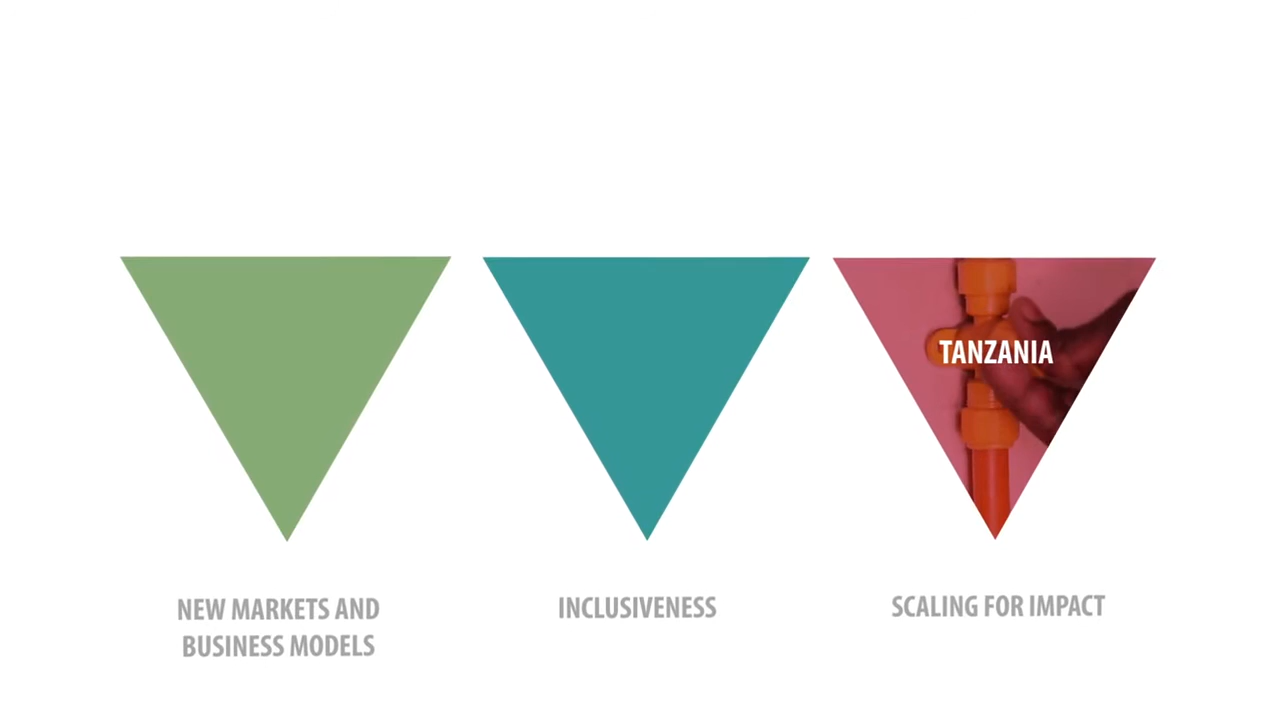 TANZANIA
NEW MARKETS AND
BUSINESS MODELS
INCLUSIVENESS
SCALING FOR IMPACT